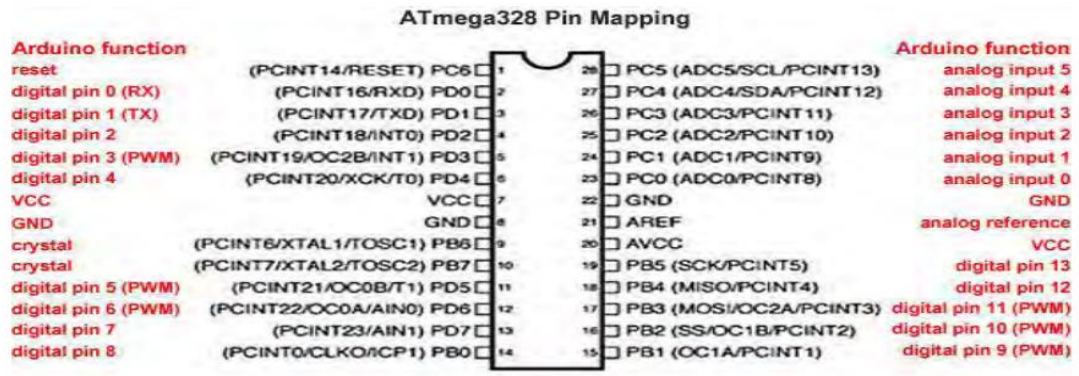 ATmega328 Pin Mapping
Arduino function Arduino function
reset (PCINT14/RESET) PC6 1 28 PC5 (ADC5/SCL/PCINT13) analog input 5
digital pin 0 (RX) (PCINT16/RXD) PD0 2 27 PC4 (ADC4/SDA/PCINT12) analog input 4
digital pin 1 (TX) (PCINT17/TXD) PD1 3 26 PC3 (ADC3/PCINT11) analog input 3
digital pin 2 (PCINT18/INT0) PD2 4 25 PC2 (ADC2/PCINT10) analog input 2
digital pin 3 (PWM) (PCINT19/OC2B/INT1) PD3 5 24 PC1 (ADC1/PCINT9) analog input 1
digital pin 4 (PCINT20/XCK/T0) PD4 6 23 PC0 (ADC0/PCINT8) analog input 0
VCC VCC 7 22 GND GND
GND GND 8 21 AREF analog reference
crystal (PCINT6/XTAL1/TOSC1) PB6 9 20 AVCC VCC
crystal (PCINT7/XTAL2/TOSC2) PB7 10 19 PB5 (SCK/PCINT5) digital pin 13
digital pin 5 (PWM) (PCINT21/OC0B/T1) PD5 11 18 PB4 (MISO/PCINT4) digital pin 12
digital pin 6 (PWM) (PCINT22/OC0A/AIN0) PD6 12 17 PB3 (MOSI/OC2A/PCINT3) digital pin 11 (PWM)
digital pin 7 (PCINT23/AIN1) PD7 13 16 PB2 (SS/OC1B/PCINT2) digital pin 10 (PWM)
digital pin 8 (PCINT0/CLKO/ICP1) PB0 14 15 PB1 (OC1A/PCINT1) digital pin 9 (PWM)